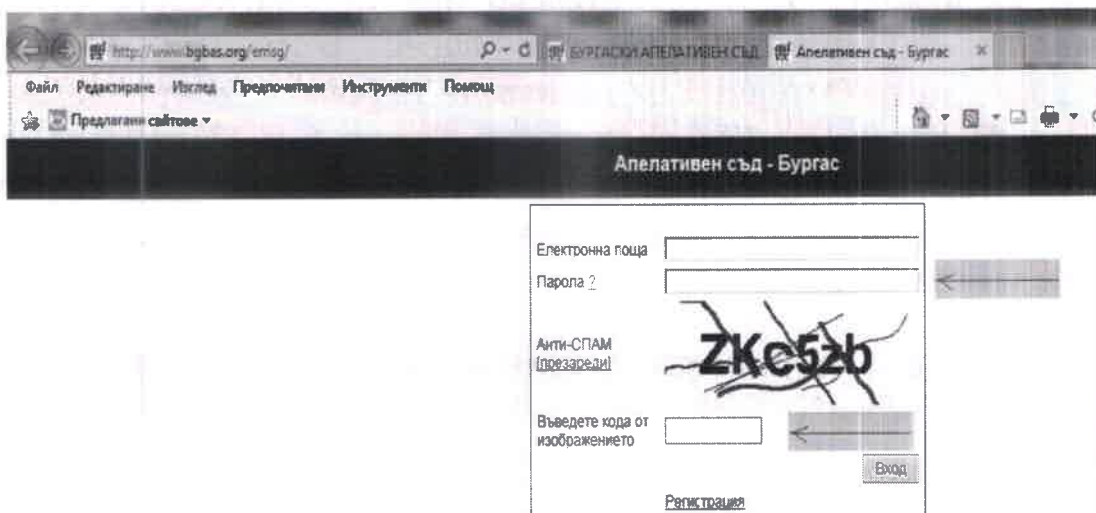 http://www.bgbas.org/emsg/
БУРГАСКИ АПЕЛАТИВЕН СЪД
Апелативен съд - Бургас
Файл Редактиране Изглед Предпочитани Инструменти Помощ
Предлагани сайтове
Апелативен съд - Бургас
Електронна поща
Парола ?
Анти-СПАМ
[презареди]
ZKc5zb
Въведете кода от
изображението
Вход
Регистрация